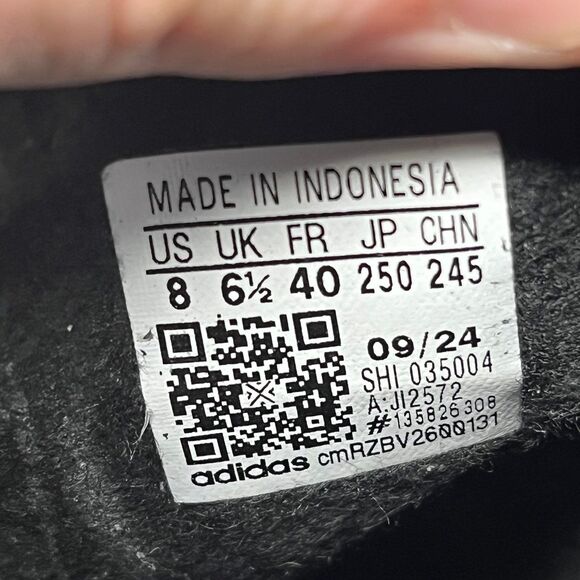 MADE IN INDONESIA
US UK FR JP CHN
8 6½ 40 250 245
09/24
SHI 035004
A:JI2572
#135826308
adidas cmRZBV2600131